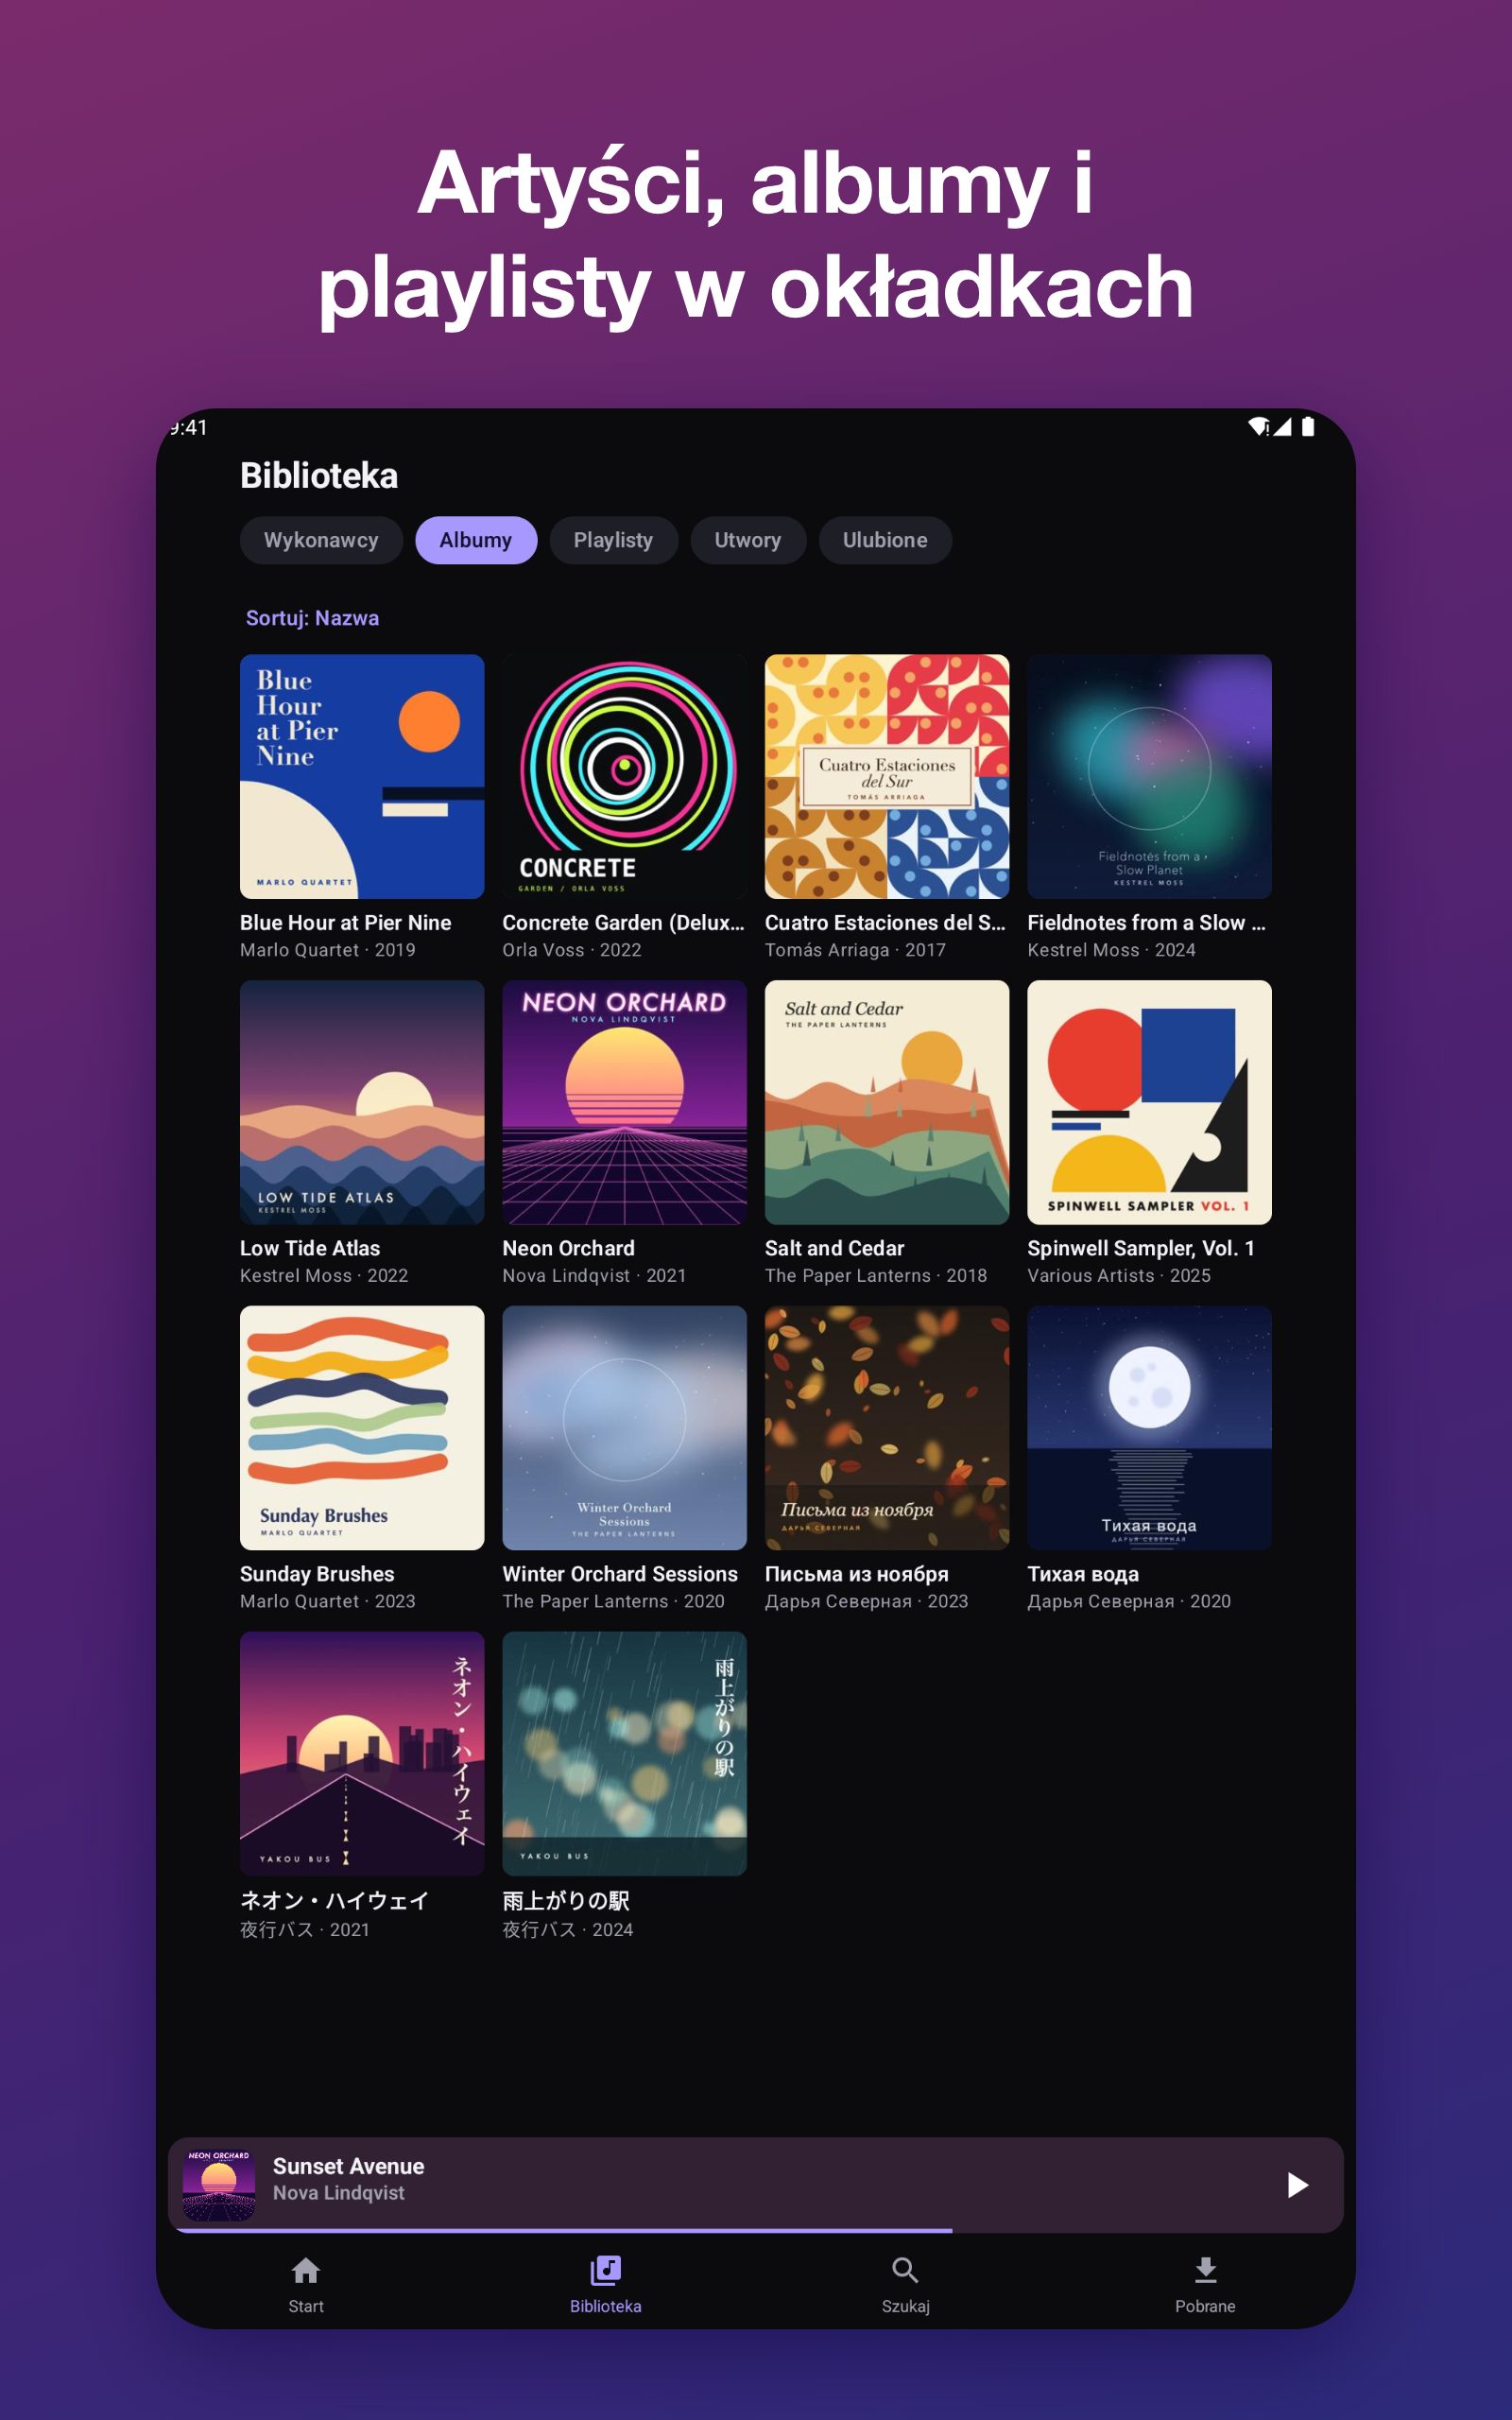 Artyści, albumy i
playlisty w okładkach
9:41
Biblioteka
Wykonawcy
Albumy
Playlisty
Utwory
Ulubione
Sortuj: Nazwa
Blue
Hour
at Pier
Nine
MARLO QUARTET
CONCRETE
GARDEN / ORLA VOSS
Cuatro Estaciones
del Sur
TOMÁS ARRIAGA
Fieldnotes from a
Slow Planet
KESTREL MOSS
Blue Hour at Pier Nine
Marlo Quartet · 2019
Concrete Garden (Delux...
Orla Voss · 2022
Cuatro Estaciones del S...
Tomás Arriaga · 2017
Fieldnotes from a Slow ...
Kestrel Moss · 2024
LOW TIDE ATLAS
KESTREL MOSS
NEON ORCHARD
NOVA LINDQVIST
Salt and Cedar
THE PAPER LANTERNS
SPINWELL SAMPLER VOL. 1
Low Tide Atlas
Kestrel Moss · 2022
Neon Orchard
Nova Lindqvist · 2021
Salt and Cedar
The Paper Lanterns · 2018
Spinwell Sampler, Vol. 1
Various Artists · 2025
Sunday Brushes
MARLO QUARTET
Winter Orchard
Sessions
THE PAPER LANTERNS
Письма из ноября
ДАРЬЯ СЕВЕРНАЯ
Тихая вода
ДАРЬЯ СЕВЕРНАЯ
Sunday Brushes
Marlo Quartet · 2023
Winter Orchard Sessions
The Paper Lanterns · 2020
Письма из ноября
Дарья Северная · 2023
Тихая вода
Дарья Северная · 2020
ネオン・ハイウェイ
YAKOU BUS
雨上がりの駅
YAKOU BUS
ネオン・ハイウェイ
夜行バス · 2021
雨上がりの駅
夜行バス · 2024
NEON ORCHARD
Sunset Avenue
Nova Lindqvist
Start
Biblioteka
Szukaj
Pobrane